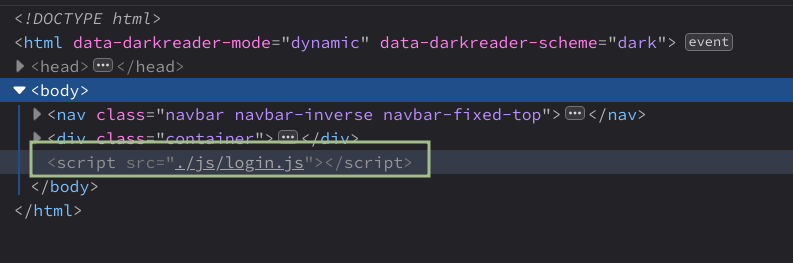 <!DOCTYPE html>
<html data-darkreader-mode="dynamic" data-darkreader-scheme="dark"> event
<head>⋯</head>
<body>
<nav class="navbar navbar-inverse navbar-fixed-top">⋯</nav>
<div class="container">⋯</div>
<script src="./js/login.js"></script>
</body>
</html>